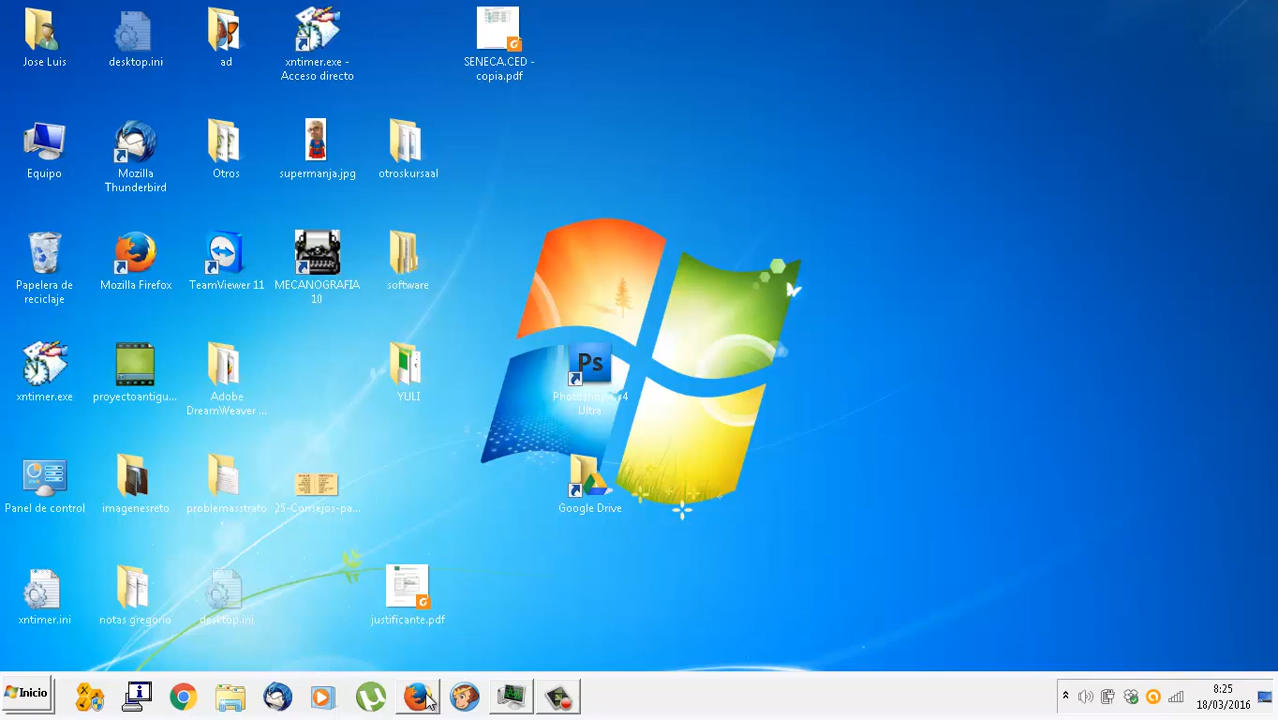 Jose Luis
desktop.ini
ad
xntimer.exe -
Acceso directo
SENECA.CED -
copia.pdf
Equipo
Mozilla
Thunderbird
Otros
supermanja.jpg
otroskursaal
Papelera de
reciclaje
Mozilla Firefox
TeamViewer 11
MECANOGRAFIA
10
software
xntimer.exe
proyectoantigu...
Adobe
DreamWeaver ...
YULI
Ps
Ultra
Panel de control
imagenesreto
problemasstrato
25-Consejos-pa...
Google Drive
xntimer.ini
notas gregorio
desktop.ini
justificante.pdf
Inicio
8:25
18/03/2016